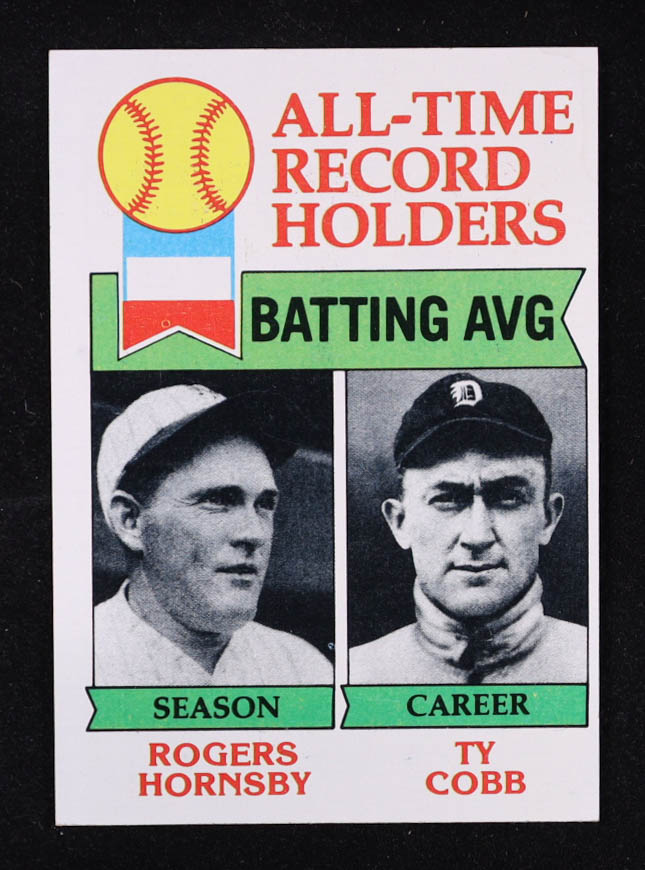 ALL-TIME
RECORD
HOLDERS
BATTING AVG
D
SEASON
CAREER
ROGERS
HORNSBY
TY
COBB